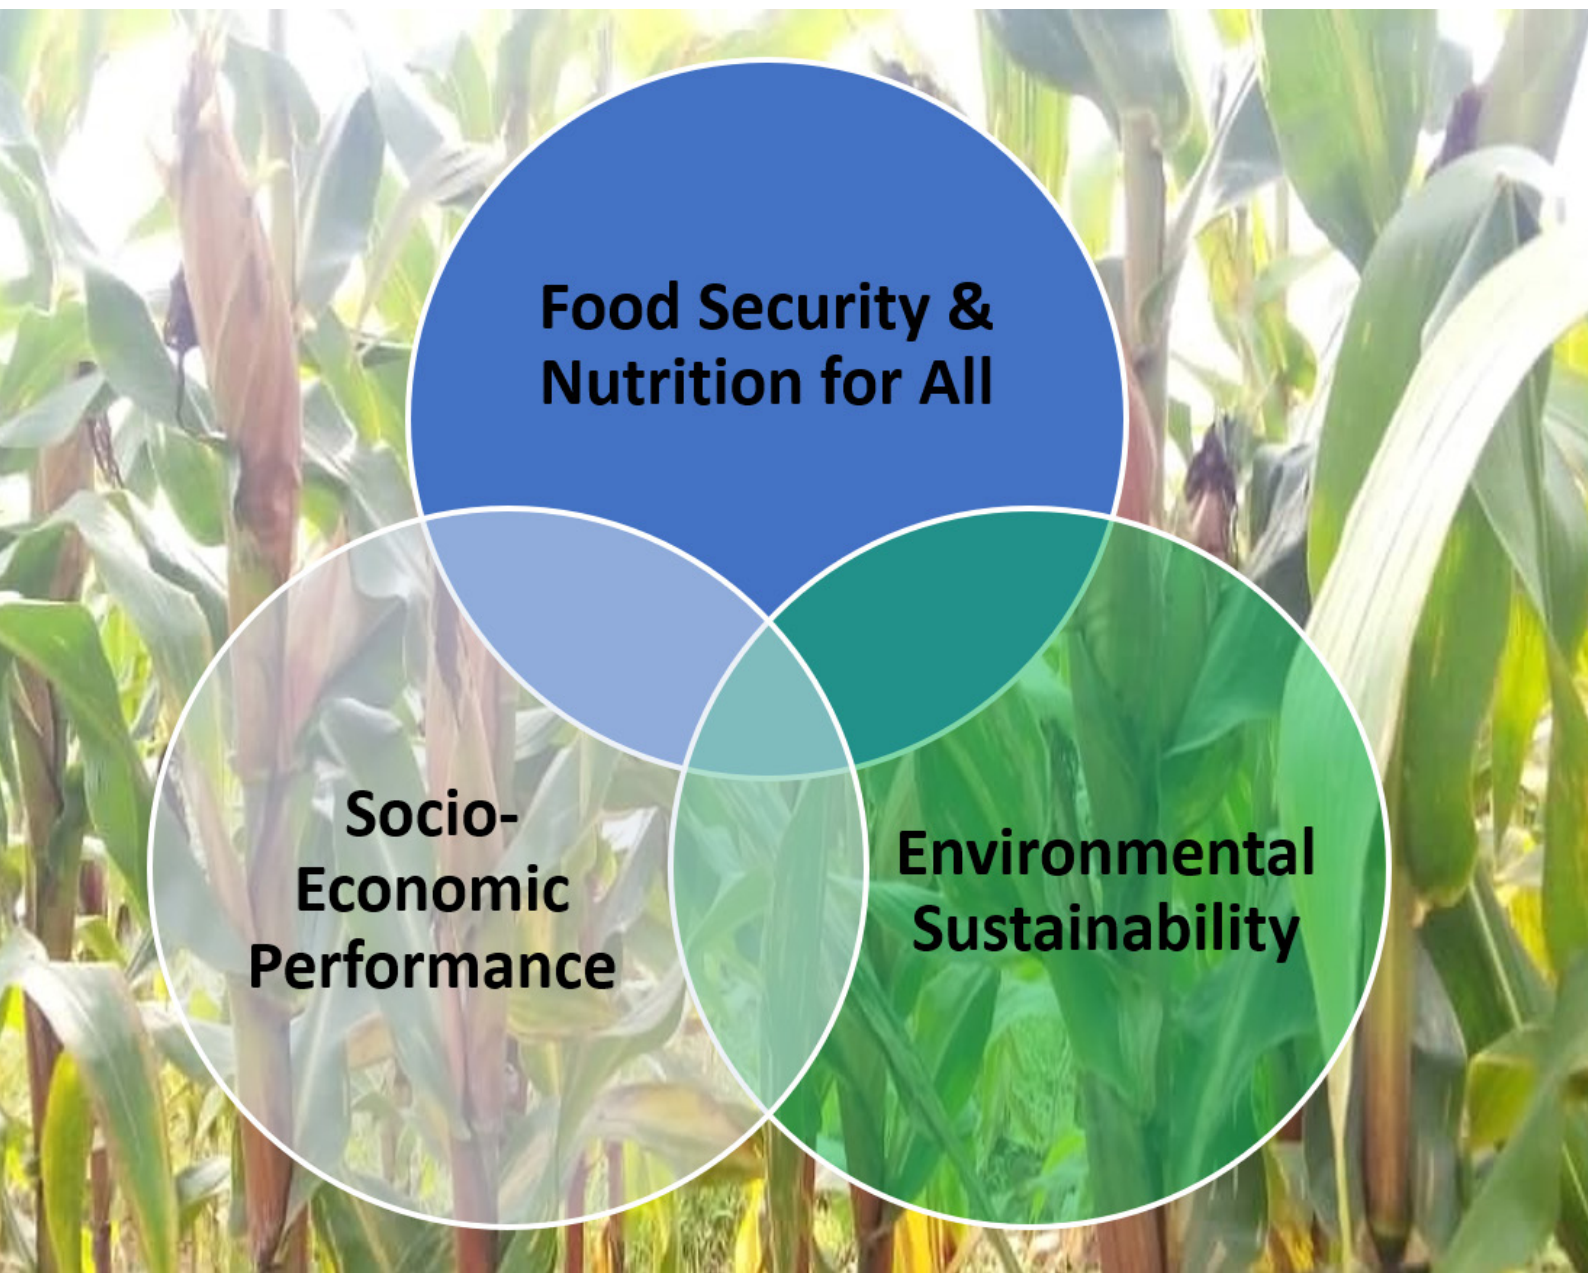 Food Security &
Nutrition for All
Socio-
Economic
Performance
Environmental
Sustainability